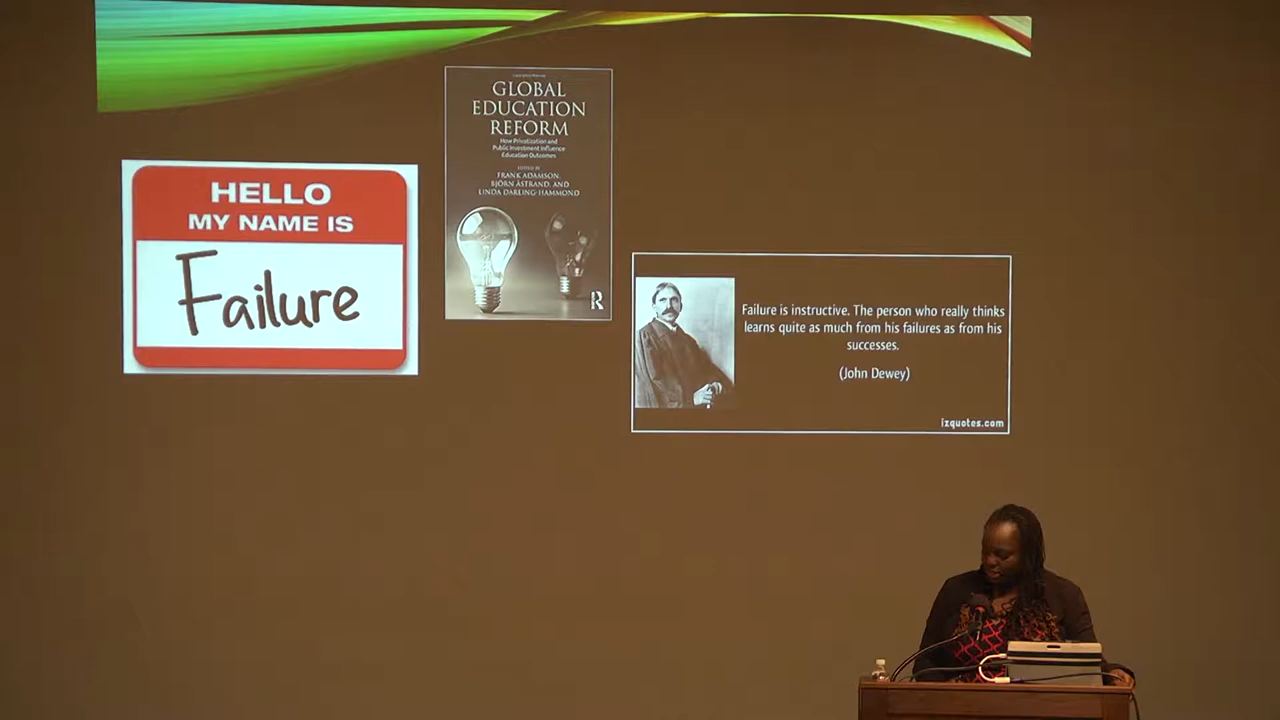 HELLO
MY NAME IS
Failure
GLOBAL
EDUCATION
REFORM
How Privatization and
Public Investment Influence
Education Outcomes
EDITED BY
FRANK ADAMSON,
BJÖRN ÅSTRAND, AND
LINDA DARLING-HAMMOND
R
Failure is instructive. The person who really thinks
learns quite as much from his failures as from his
successes.
(John Dewey)
izquotes.com